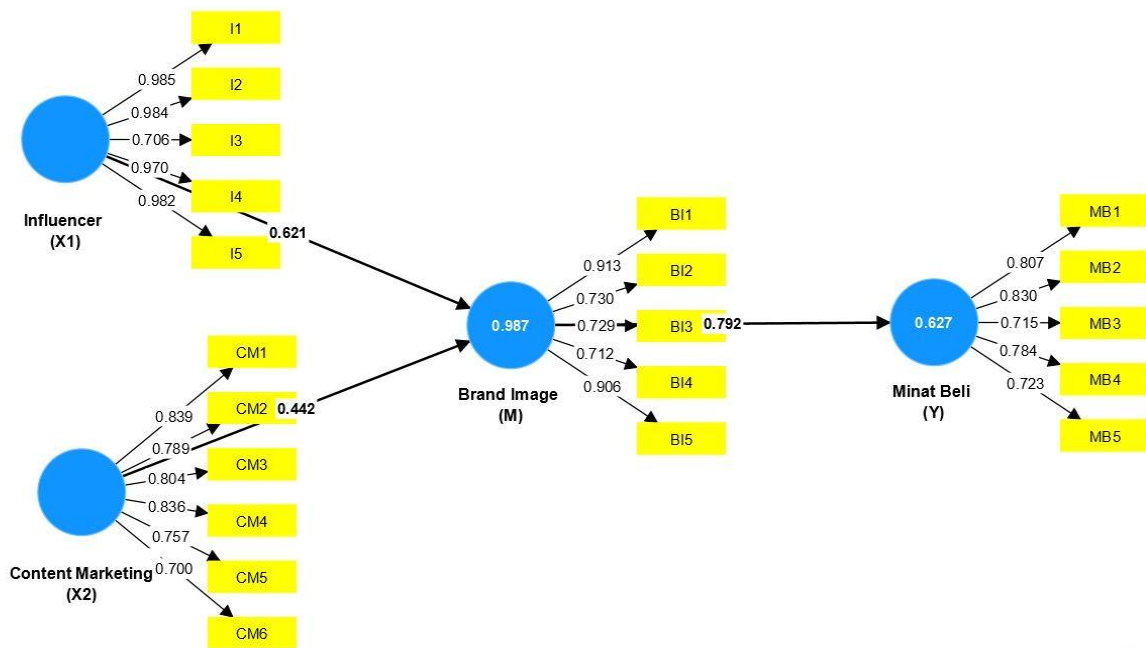 I1
0.985
I2
0.984
I3
0.706
I4
0.970
I5
0.982
Influencer
(X1)
0.621
CM1
0.839
CM2
0.789
CM3
0.804
CM4
0.836
CM5
0.757
CM6
0.700
Content Marketing
(X2)
0.442
0.987
Brand Image
(M)
BI1
0.913
BI2
0.730
BI3
0.729
BI4
0.712
BI5
0.906
0.792
0.627
Minat Beli
(Y)
MB1
0.807
MB2
0.830
MB3
0.715
MB4
0.784
MB5
0.723